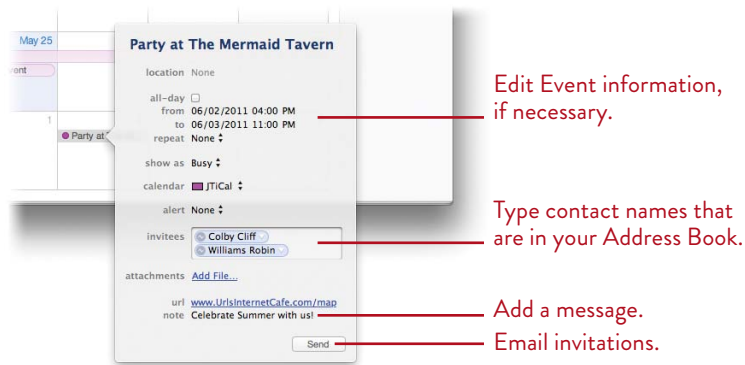 May 25
vent
1
Party at
Party at The Mermaid Tavern
location None
all-day
from 06/02/2011 04:00 PM
to 06/03/2011 11:00 PM
repeat None
show as Busy
calendar JTiCal
alert None
invitees Colby Cliff
Williams Robin
attachments Add File...
url www.UrlsInternetCafe.com/map
note Celebrate Summer with us!
Send
Edit Event information,
if necessary.
Type contact names that
are in your Address Book.
Add a message.
Email invitations.